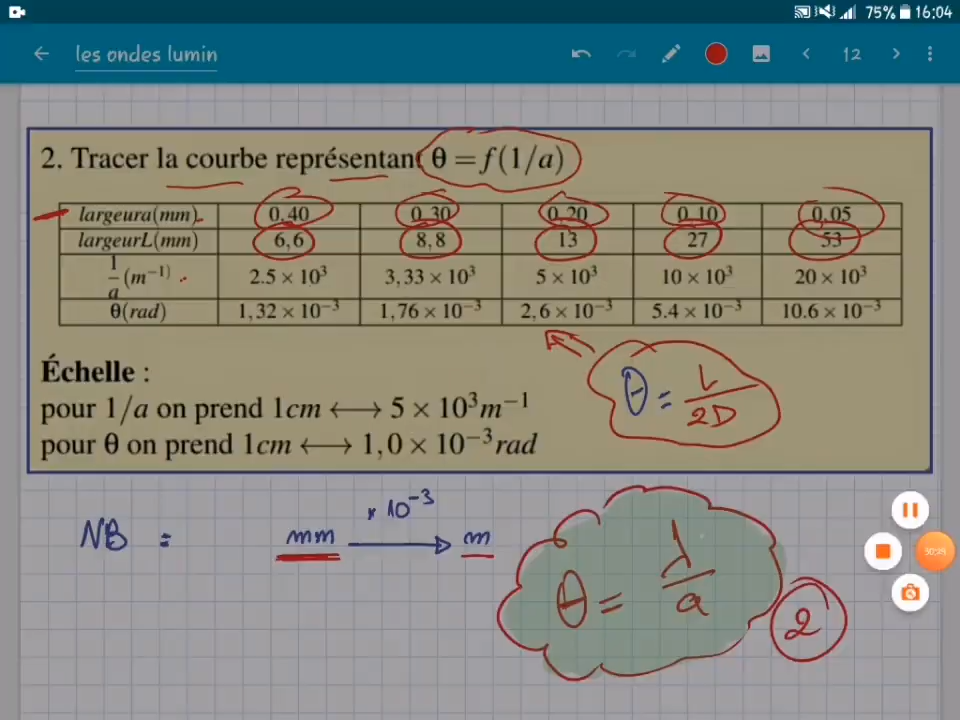 75% 16:04
les ondes lumin
12
2. Tracer la courbe représentant θ = f(1/a)
largeura(mm) 0,40 0,30 0,20 0,10 0,05
largeurL(mm) 6,6 8,8 13 27 53
1/a (m⁻¹) 2.5 × 10³ 3,33 × 10³ 5 × 10³ 10 × 10³ 20 × 10³
θ(rad) 1,32 × 10⁻³ 1,76 × 10⁻³ 2,6 × 10⁻³ 5.4 × 10⁻³ 10.6 × 10⁻³
Échelle :
θ = L/2D
pour 1/a on prend 1cm ⟷ 5 × 10³m⁻¹
pour θ on prend 1cm ⟷ 1,0 × 10⁻³rad
× 10⁻³
NB : mm → m
θ = λ/a
2